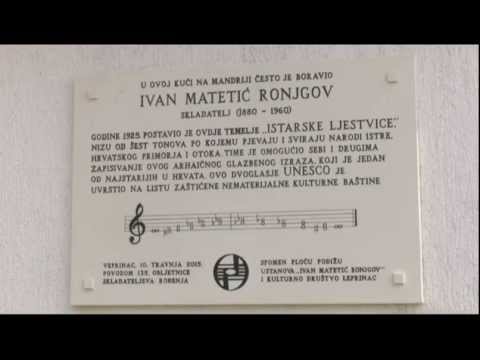 U OVOJ KUĆI NA MANDRIJI ČESTO JE BORAVIO
IVAN MATETIĆ RONJGOV
SKLADATELJ (1880 - 1960)
GODINE 1925. POSTAVIO JE OVDJE TEMELJE „ISTARSKE LJESTVICE",
NIZU OD ŠEST TONOVA PO KOJEMU PJEVAJU I SVIRAJU NARODI ISTRE,
HRVATSKOG PRIMORJA I OTOKA. TIME JE OMOGUĆIO SEBI I DRUGIMA
ZAPISIVANJE OVOG ARHAIČNOG GLAZBENOG IZRAZA, KOJI JE JEDAN
OD NAJSTARIJIH U HRVATA. OVO DVOGLASJE UNESCO JE
UVRSTIO NA LISTU ZAŠTIĆENE NEMATERIJALNE KULTURNE BAŠTINE
VEPRINAC, 10. TRAVNJA 2015.
POVODOM 135. OBLJETNICE
SKLADATELJEVA ROĐENJA
SPOMEN PLOČU PODIŽU
USTANOVA „IVAN MATETIĆ RONJGOV"
I KULTURNO DRUŠTVO LEPRINAC